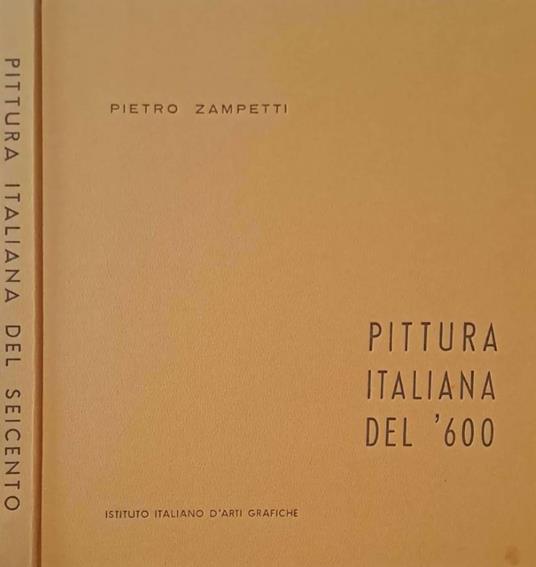 PITTURA ITALIANA DEL SEICENTO
PIETRO ZAMPETTI
PITTURA
ITALIANA
DEL '600
ISTITUTO ITALIANO D'ARTI GRAFICHE